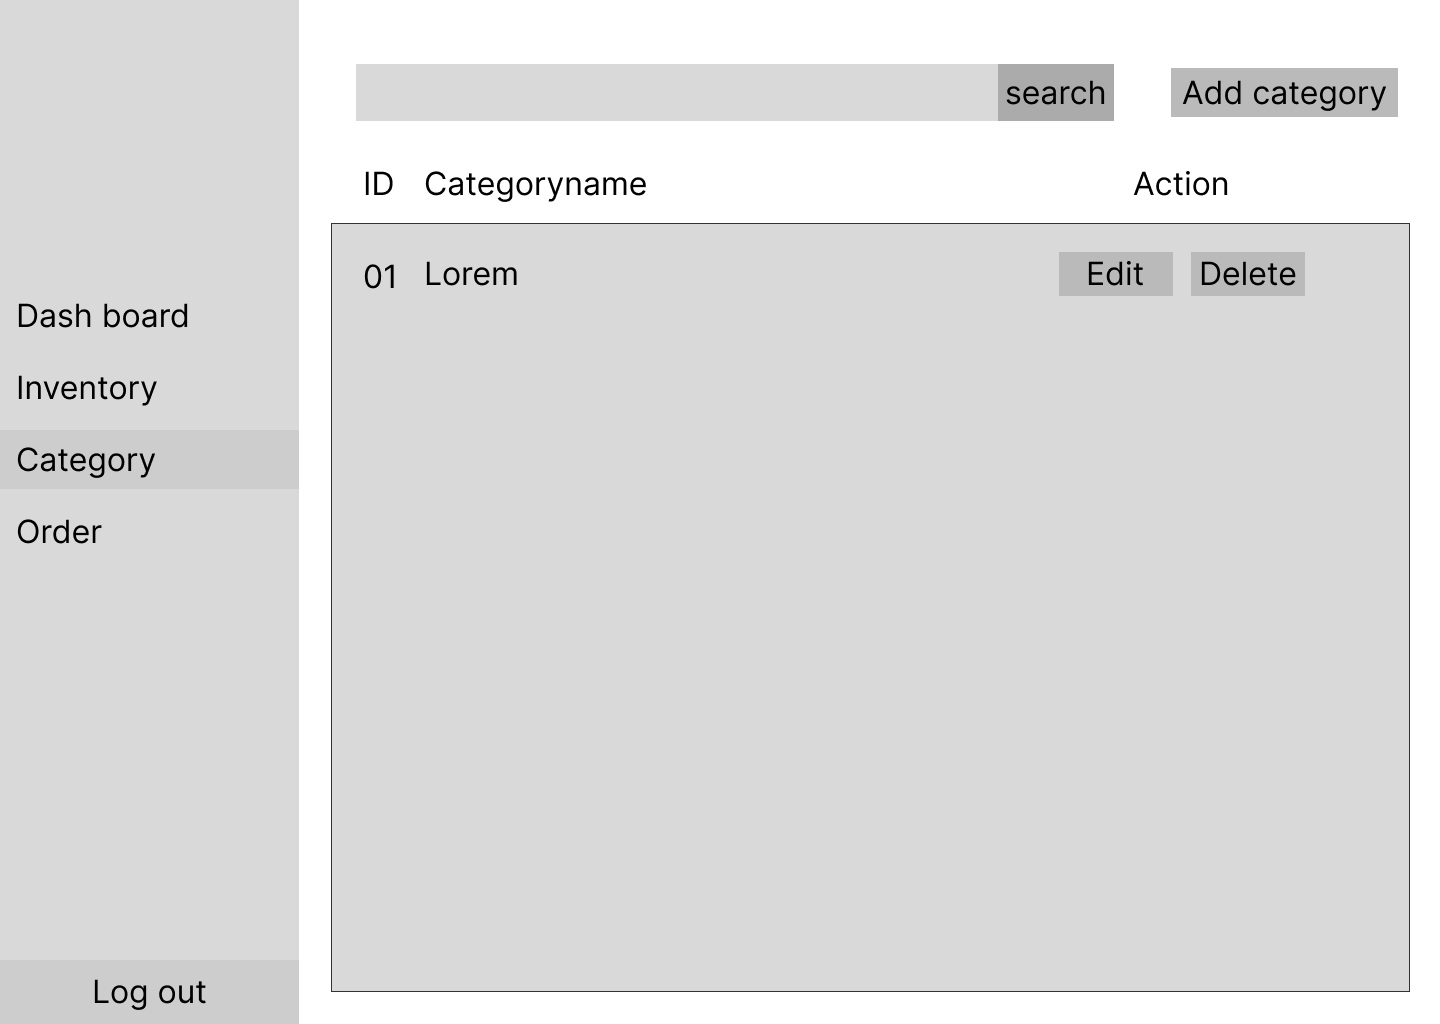 search
Add category
ID Categoryname Action
01 Lorem Edit Delete
Dash board
Inventory
Category
Order
Log out